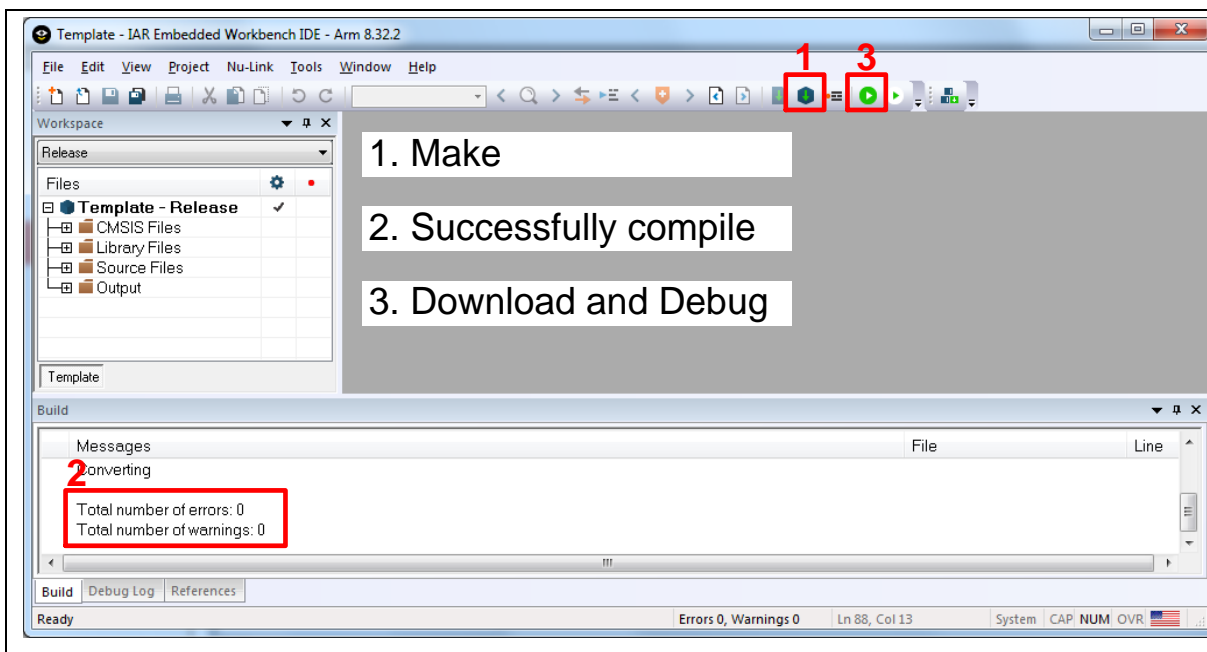 Template - IAR Embedded Workbench IDE - Arm 8.32.2
File Edit View Project Nu-Link Tools Window Help
1 3
Workspace
Release
Files
Template - Release
CMSIS Files
Library Files
Source Files
Output
Template
1. Make
2. Successfully compile
3. Download and Debug
Build
Messages File Line
2
Converting
Total number of errors: 0
Total number of warnings: 0
Build Debug Log References
Ready Errors 0, Warnings 0 Ln 88, Col 13 System CAP NUM OVR